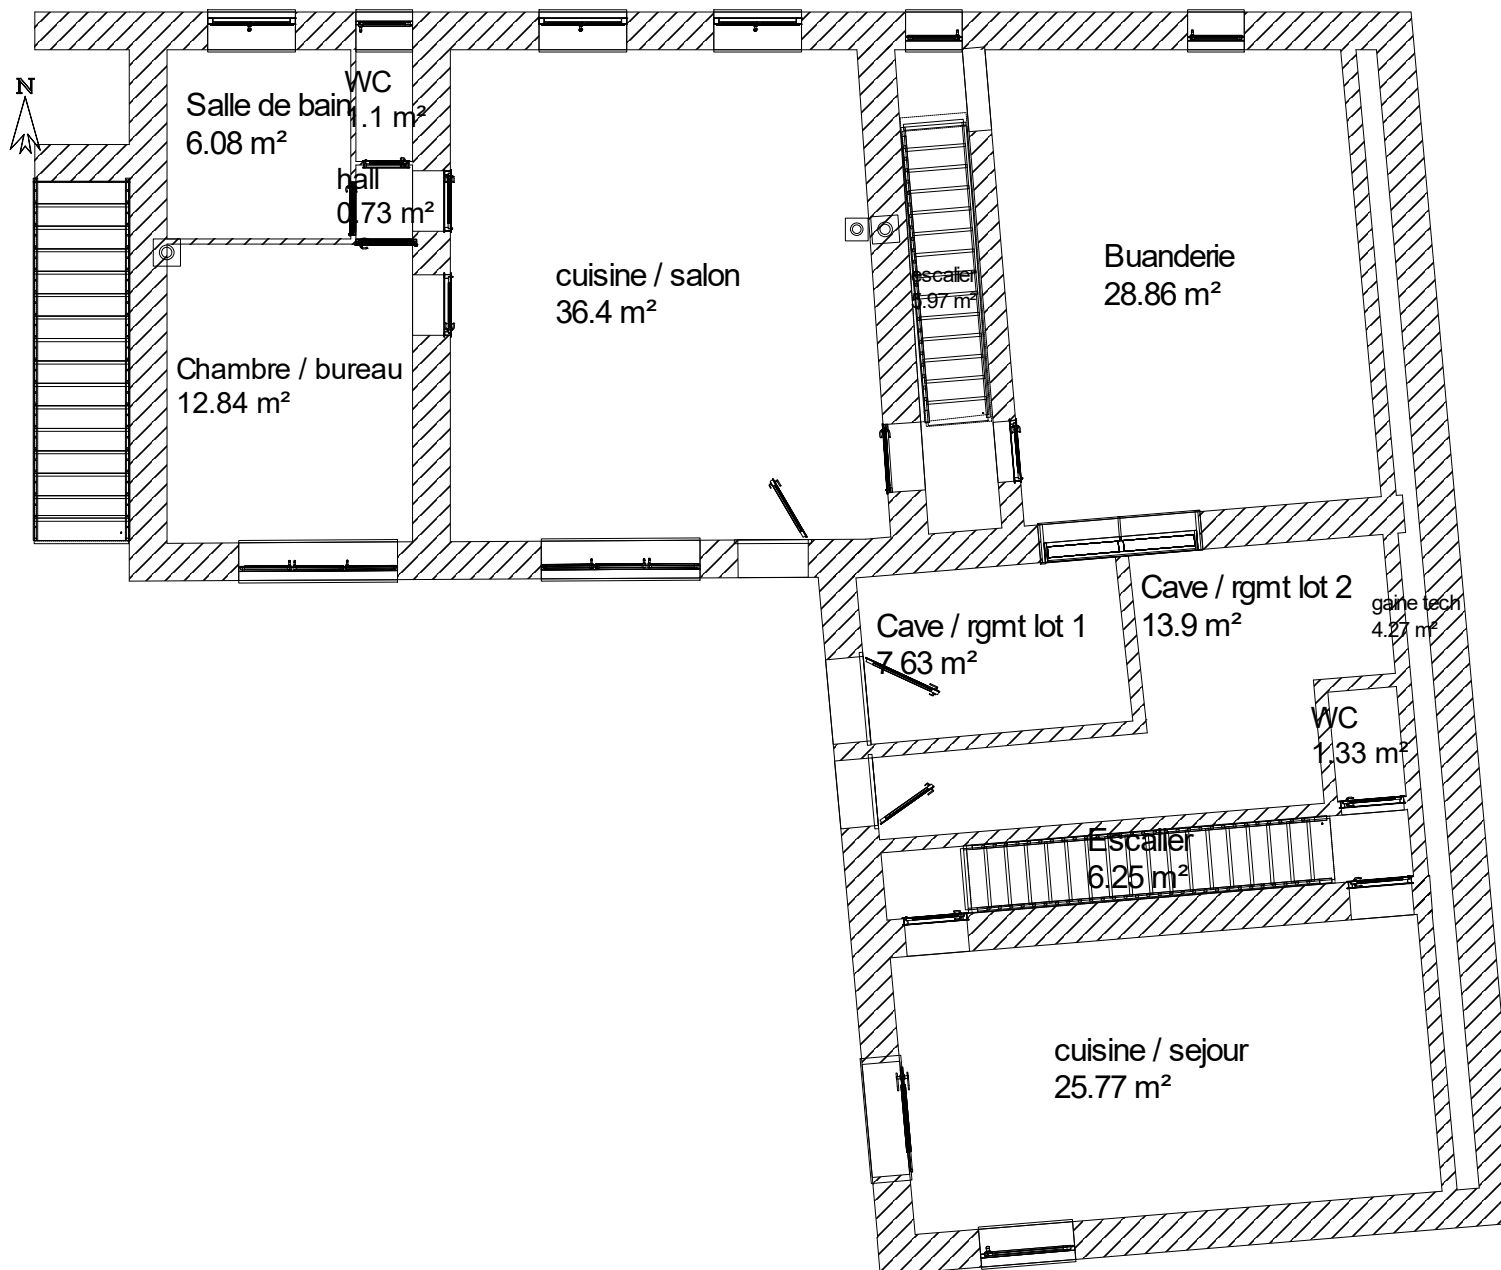 N
Salle de bain
6.08 m²
WC
1.1 m²
hall
0.73 m²
cuisine / salon
36.4 m²
escalier
5.97 m²
Buanderie
28.86 m²
Chambre / bureau
12.84 m²
Cave / rgmt lot 1
7.63 m²
Cave / rgmt lot 2
13.9 m²
gaine tech
4.27 m²
WC
1.33 m²
Escalier
6.25 m²
cuisine / sejour
25.77 m²